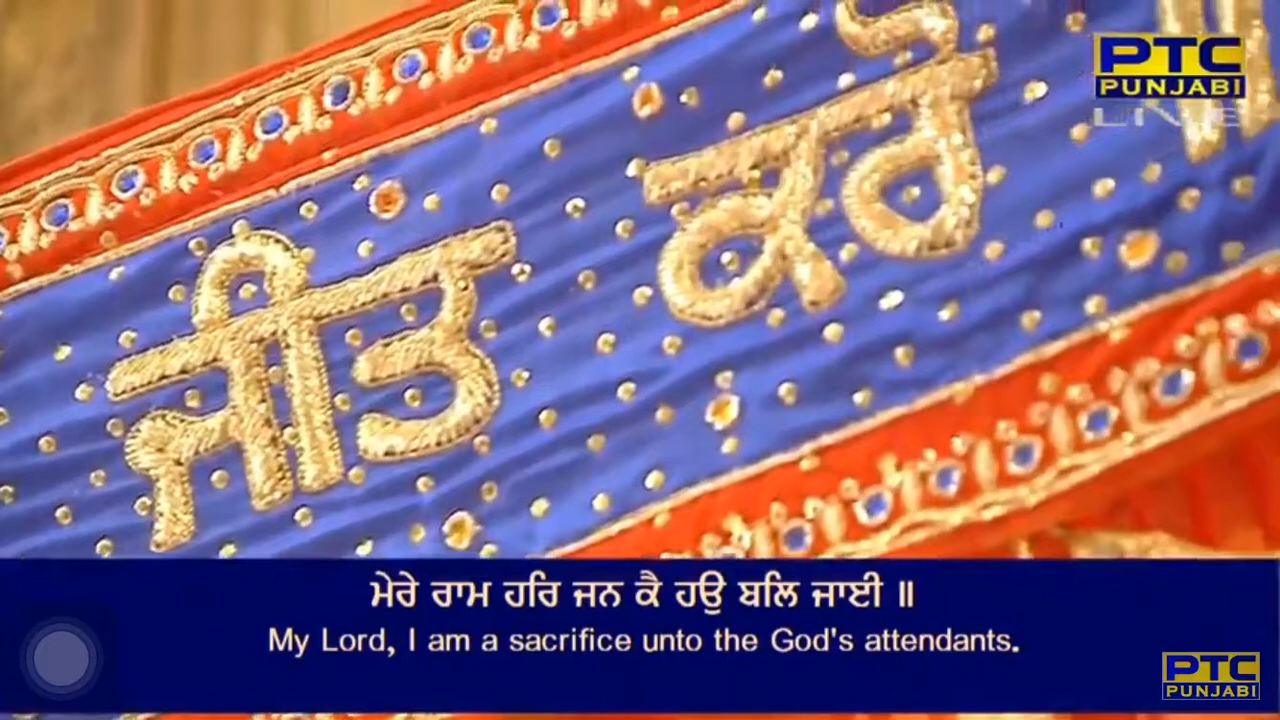 ਜੀਤ ਕਰੋ
PTC
PUNJABI
LIVE
ਮੇਰੇ ਰਾਮ ਹਰਿ ਜਨ ਕੈ ਹਉ ਬਲਿ ਜਾਈ ॥
My Lord, I am a sacrifice unto the God's attendants.
PTC
PUNJABI